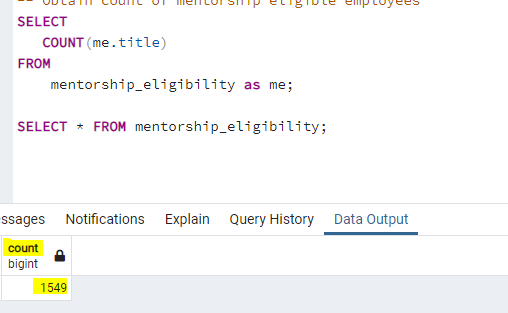 -- Obtain count of mentorship eligible employees
SELECT
COUNT(me.title)
FROM
mentorship_eligibility as me;
SELECT * FROM mentorship_eligibility;
ssages Notifications Explain Query History Data Output
count
bigint
1549